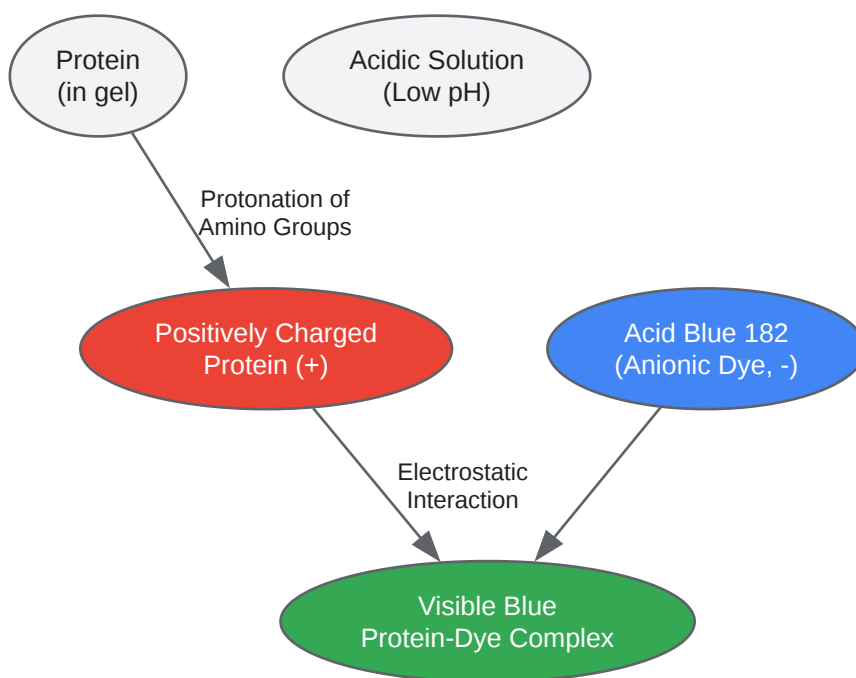 Protein
(in gel)
Acidic Solution
(Low pH)
Protonation of
Amino Groups
Positively Charged
Protein (+)
Acid Blue 182
(Anionic Dye, -)
Electrostatic
Interaction
Visible Blue
Protein-Dye Complex